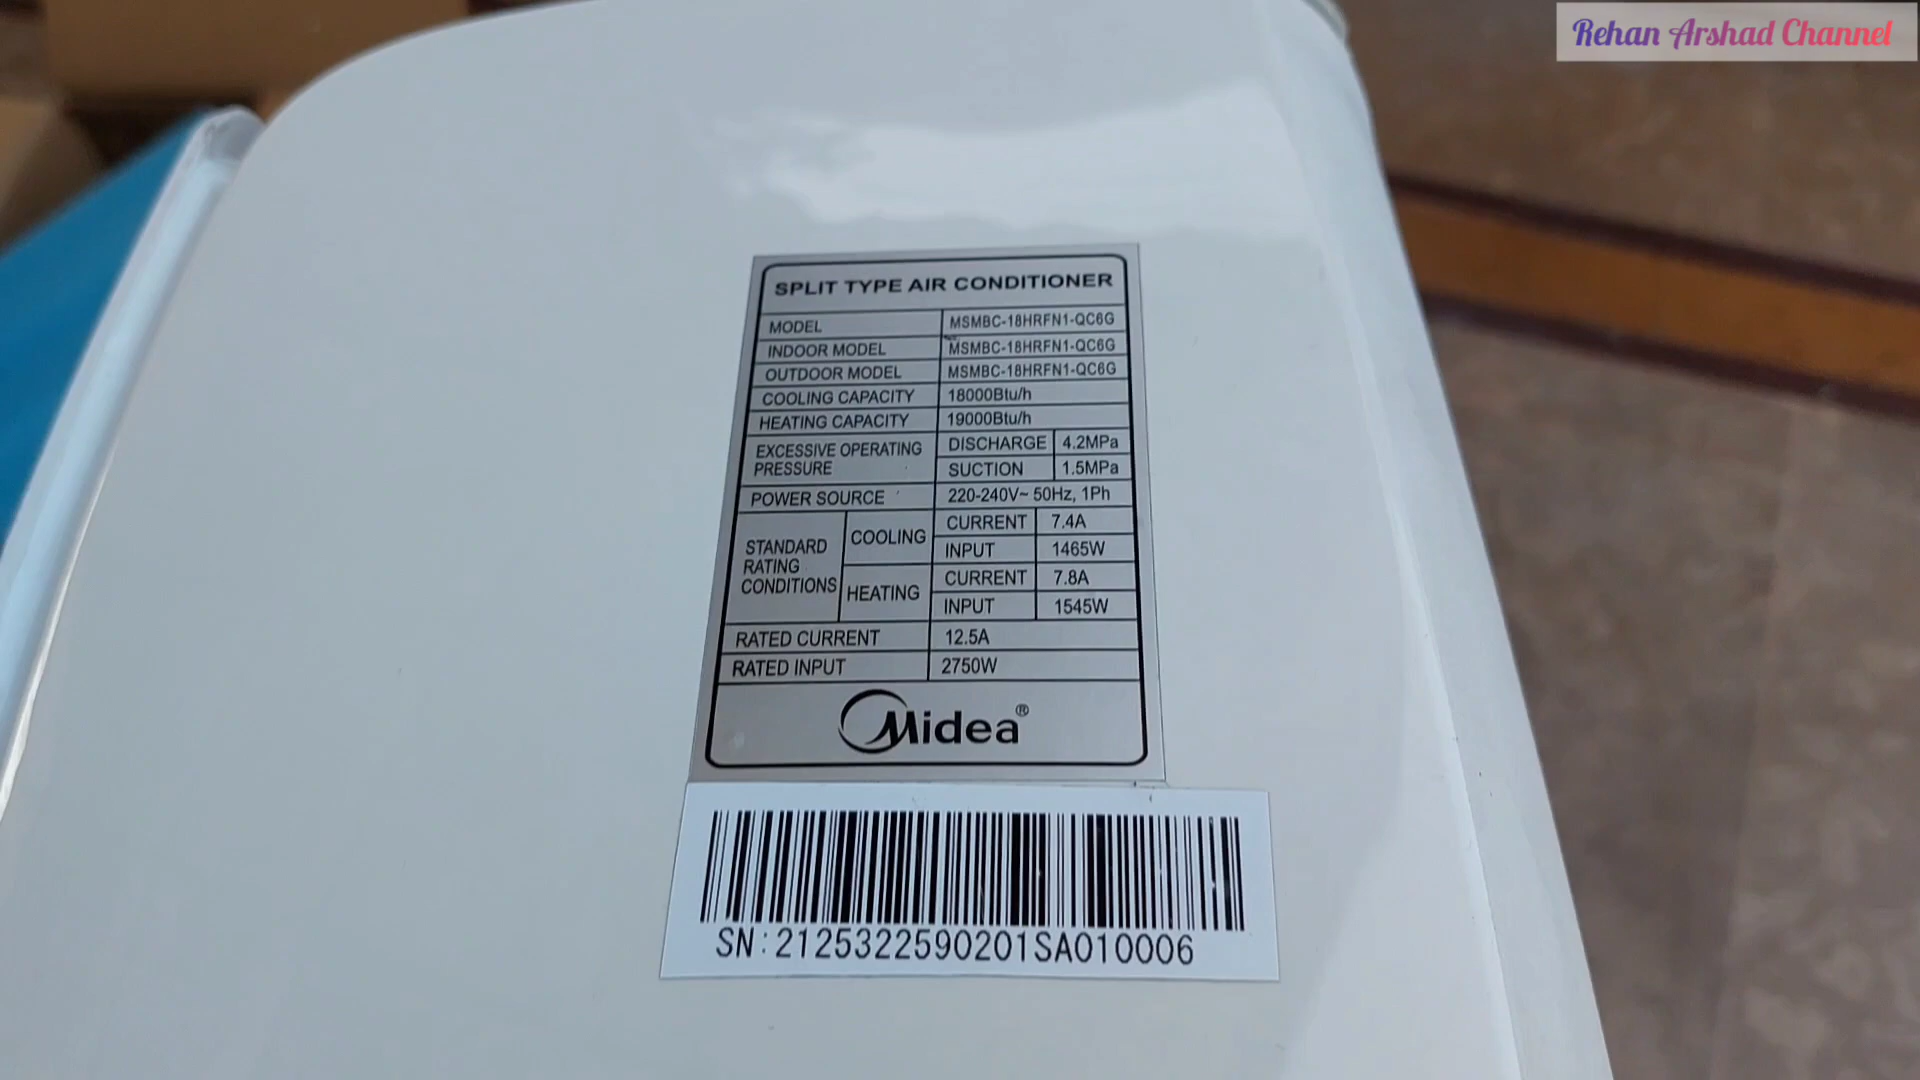 Rehan Arshad Channel
SPLIT TYPE AIR CONDITIONER
MODEL MSMBC-18HRFN1-QC6G
INDOOR MODEL MSMBC-18HRFN1-QC6G
OUTDOOR MODEL MSMBC-18HRFN1-QC6G
COOLING CAPACITY 18000Btu/h
HEATING CAPACITY 19000Btu/h
EXCESSIVE OPERATING
PRESSURE
DISCHARGE 4.2MPa
SUCTION 1.5MPa
POWER SOURCE 220-240V~ 50Hz, 1Ph
STANDARD
RATING
CONDITIONS
COOLING
CURRENT 7.4A
INPUT 1465W
HEATING
CURRENT 7.8A
INPUT 1545W
RATED CURRENT 12.5A
RATED INPUT 2750W
Midea®
SN:2125322590201SA010006